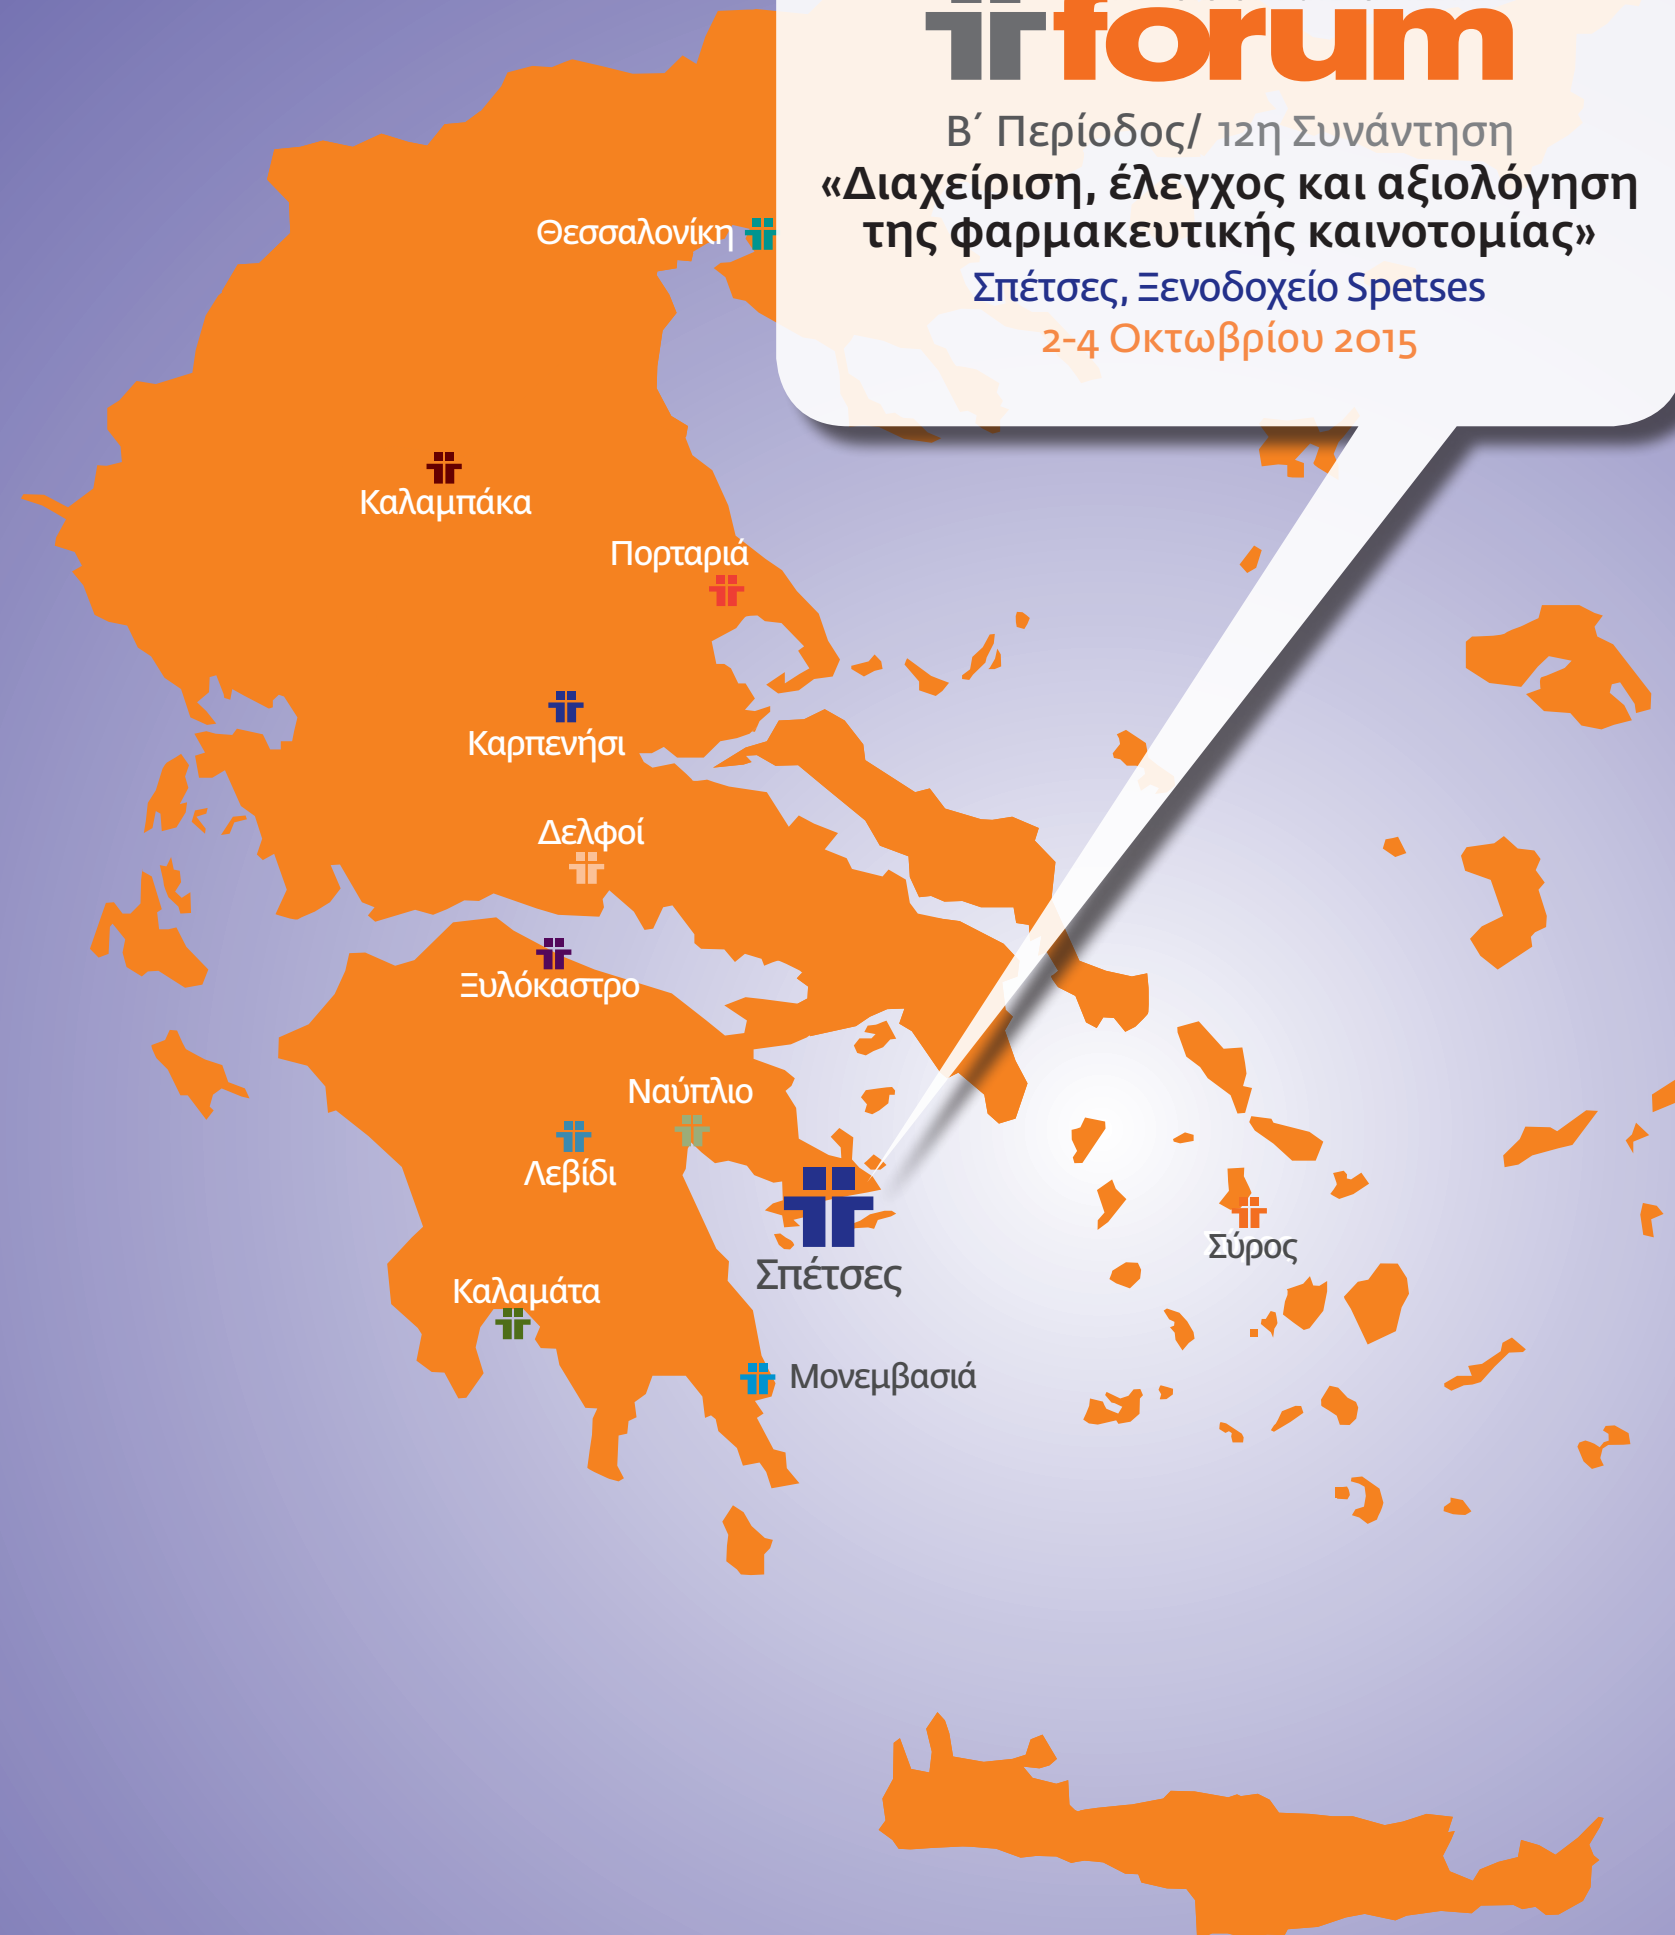 forum
Β΄ Περίοδος/ 12η Συνάντηση
«Διαχείριση, έλεγχος και αξιολόγηση
της φαρμακευτικής καινοτομίας»
Σπέτσες, Ξενοδοχείο Spetses
2-4 Οκτωβρίου 2015
Θεσσαλονίκη
Καλαμπάκα
Πορταριά
Καρπενήσι
Δελφοί
Ξυλόκαστρο
Ναύπλιο
Λεβίδι
Σύρος
Σπέτσες
Καλαμάτα
Μονεμβασιά